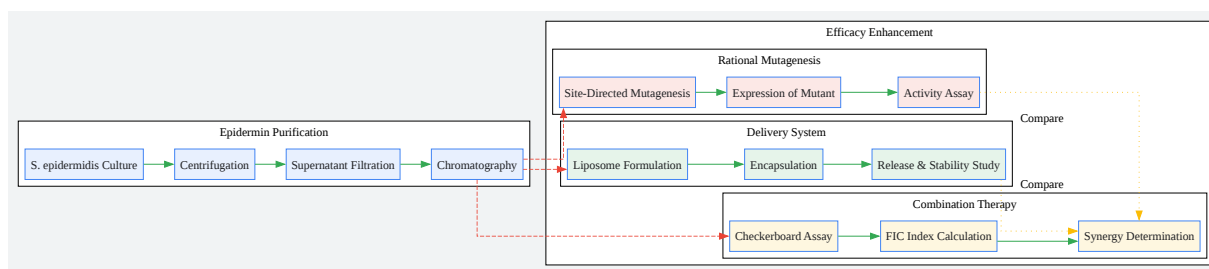 Efficacy Enhancement
Rational Mutagenesis
Site-Directed Mutagenesis
Expression of Mutant
Activity Assay
Compare
Epidermin Purification
S. epidermidis Culture
Centrifugation
Supernatant Filtration
Chromatography
Delivery System
Liposome Formulation
Encapsulation
Release & Stability Study
Compare
Combination Therapy
Checkerboard Assay
FIC Index Calculation
Synergy Determination